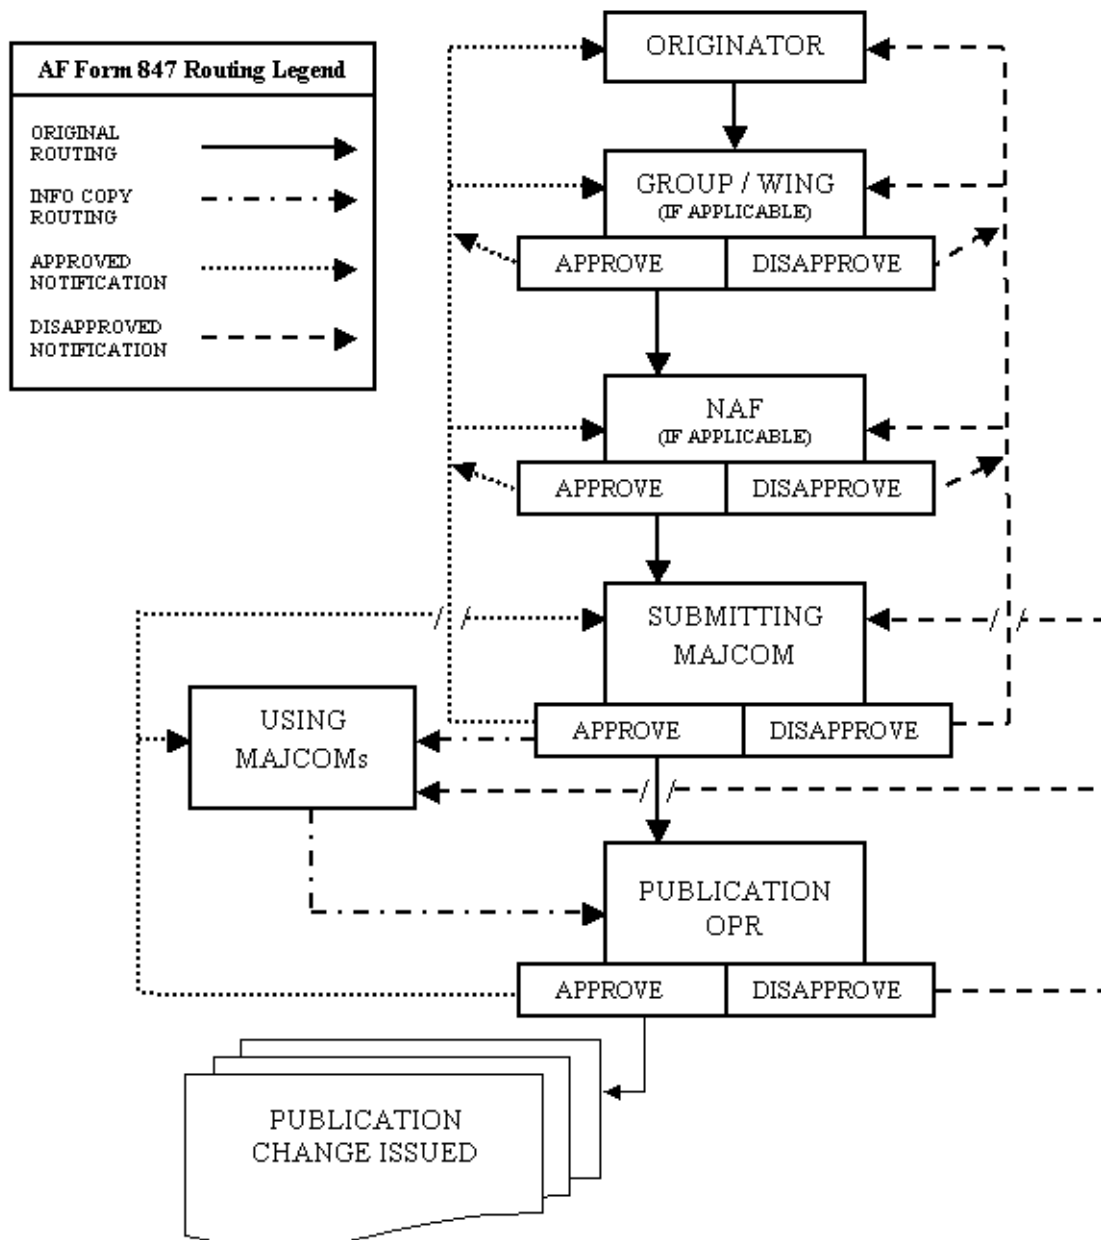 AF Form 847 Routing Legend
ORIGINAL
ROUTING
INFO COPY
ROUTING
APPROVED
NOTIFICATION
DISAPPROVED
NOTIFICATION
ORIGINATOR
GROUP / WING
(IF APPLICABLE)
APPROVE
DISAPPROVE
NAF
(IF APPLICABLE)
APPROVE
DISAPPROVE
SUBMITTING
MAJCOM
APPROVE
DISAPPROVE
USING
MAJCOMs
PUBLICATION
OPR
APPROVE
DISAPPROVE
PUBLICATION
CHANGE ISSUED